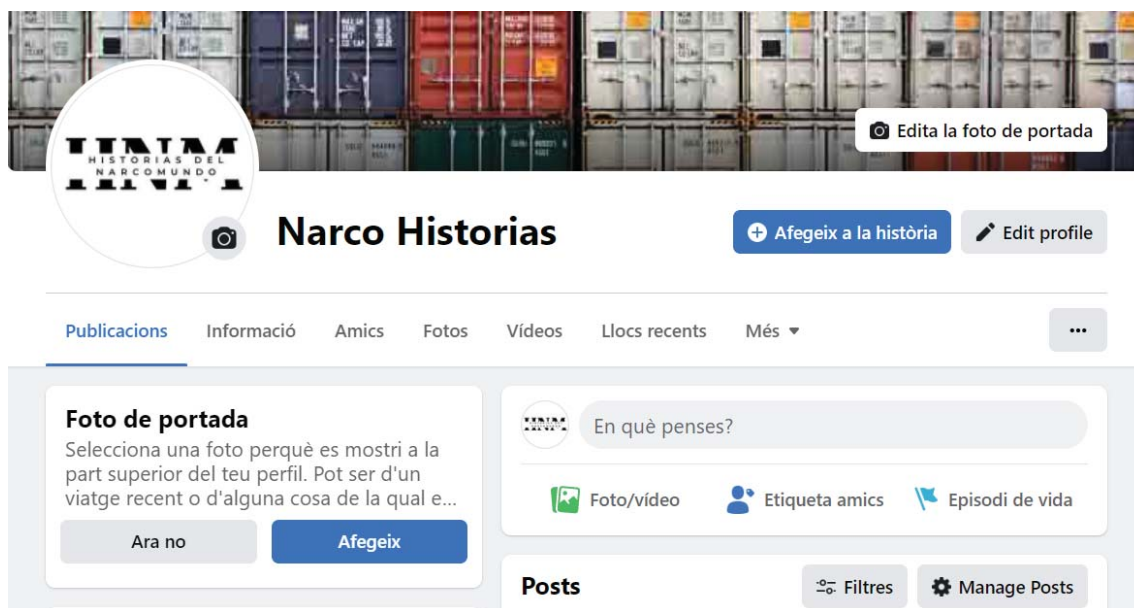 Edita la foto de portada
HNM
HISTORIAS DEL
NARCOMUNDO
Narco Historias
Afegeix a la història
Edit profile
Publicacions
Informació
Amics
Fotos
Vídeos
Llocs recents
Més
Foto de portada
Selecciona una foto perquè es mostri a la
part superior del teu perfil. Pot ser d'un
viatge recent o d'alguna cosa de la qual e...
Ara no
Afegeix
En què penses?
Foto/vídeo
Etiqueta amics
Episodi de vida
Posts
Filtres
Manage Posts